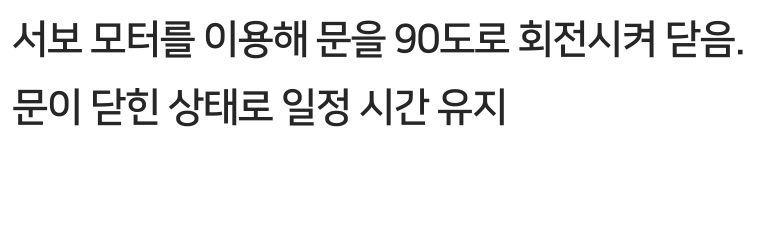 서보 모터를 이용해 문을 90도로 회전시켜 닫음.
문이 닫힌 상태로 일정 시간 유지